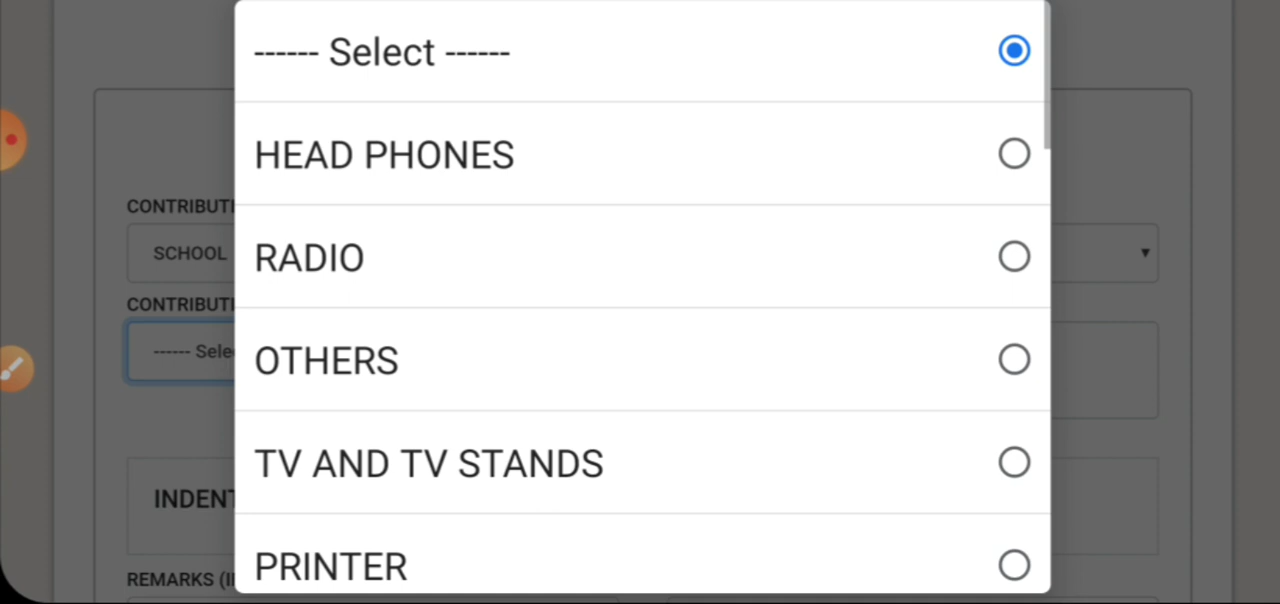 ------ Select ------
HEAD PHONES
RADIO
OTHERS
TV AND TV STANDS
PRINTER
CONTRIBUTI
SCHOOL
CONTRIBUTI
------ Sele
INDENT
REMARKS (I